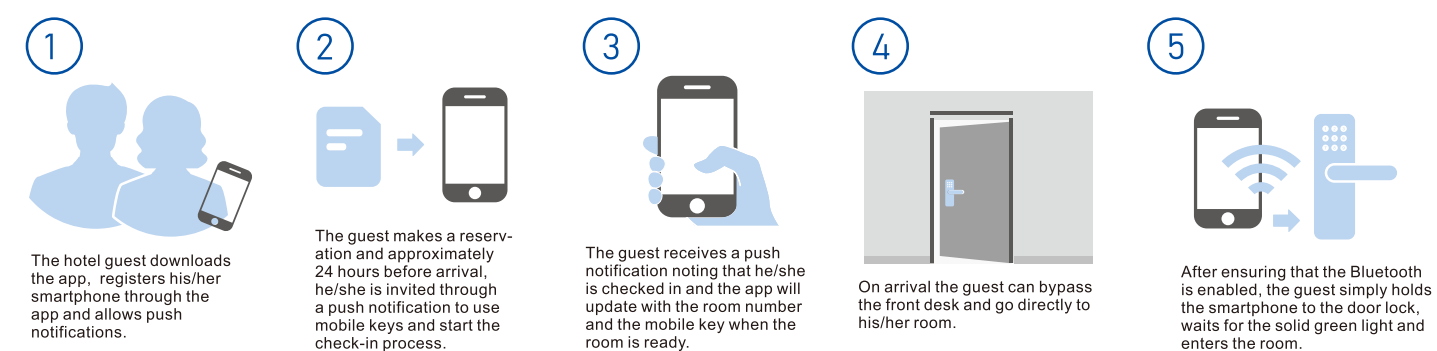 1
The hotel guest downloads
the app, registers his/her
smartphone through the
app and allows push
notifications.
2
The guest makes a reserv-
ation and approximately
24 hours before arrival,
he/she is invited through
a push notification to use
mobile keys and start the
check-in process.
3
The guest receives a push
notification noting that he/she
is checked in and the app will
update with the room number
and the mobile key when the
room is ready.
4
On arrival the guest can bypass
the front desk and go directly to
his/her room.
5
After ensuring that the Bluetooth
is enabled, the guest simply holds
the smartphone to the door lock,
waits for the solid green light and
enters the room.